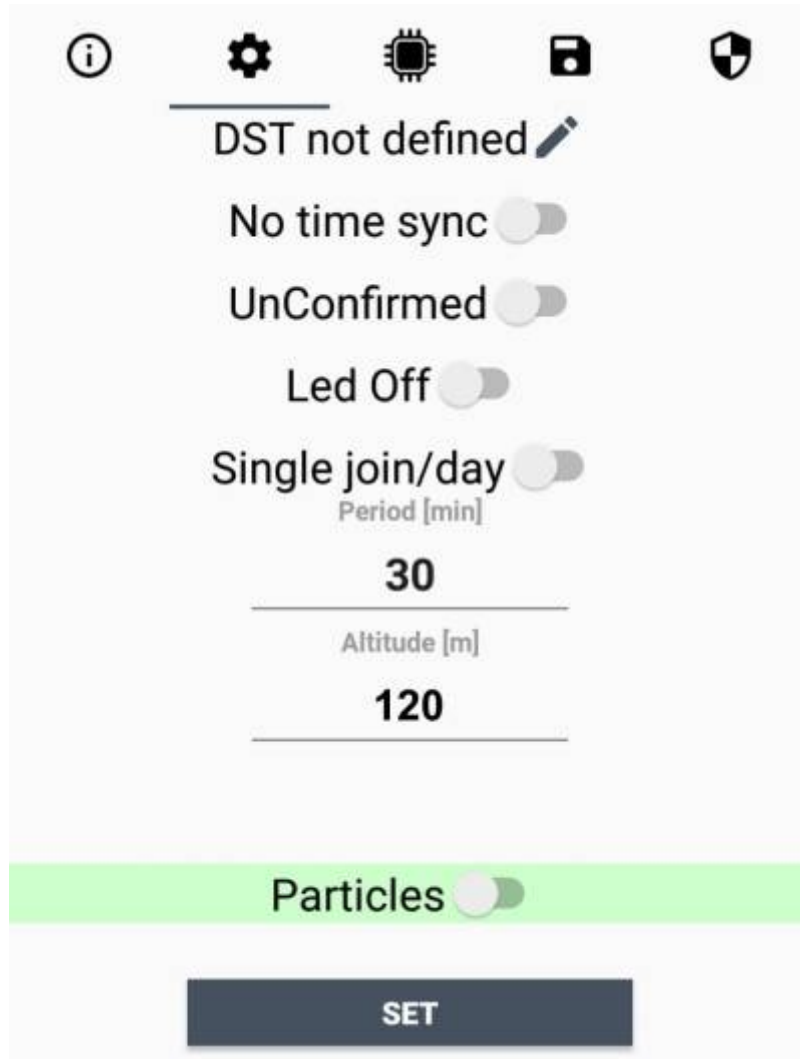 DST not defined
No time sync
UnConfirmed
Led Off
Single join/day
Period [min]
30
Altitude [m]
120
Particles
SET